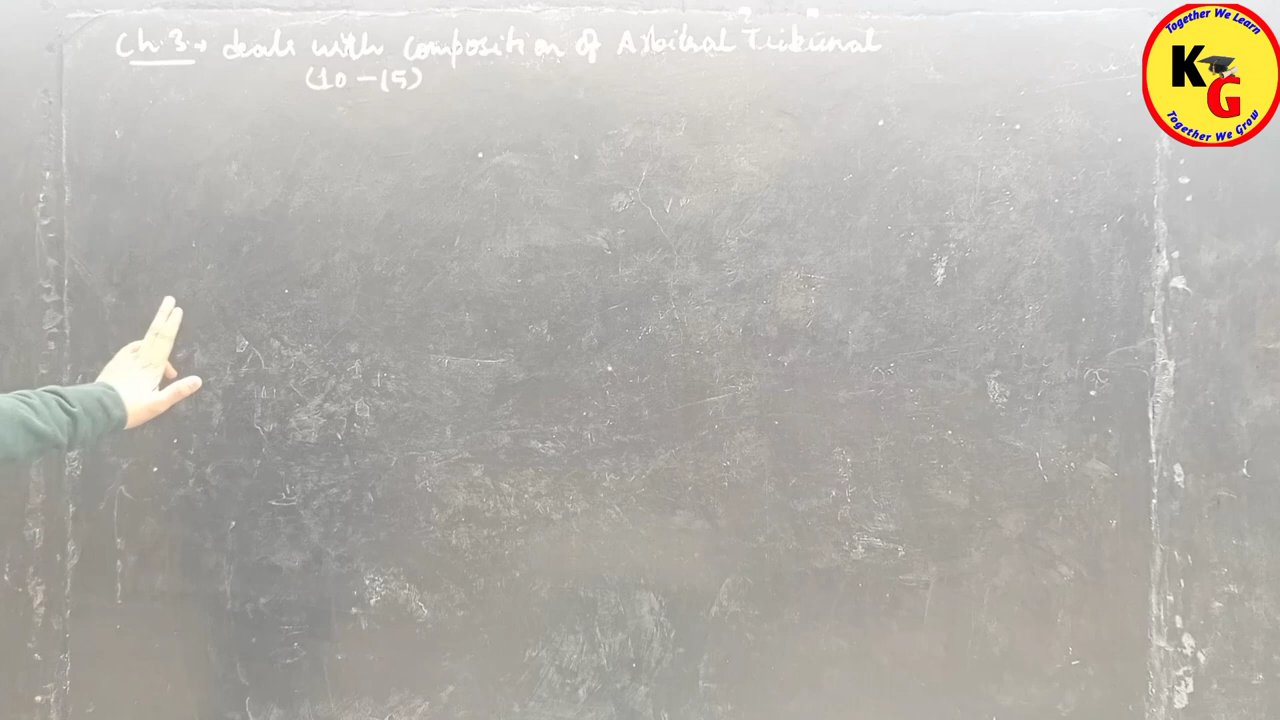 Ch. 3 → deals with composition of Arbitral Tribunal
(10-15)
Together We Learn
KG
Together We Grow